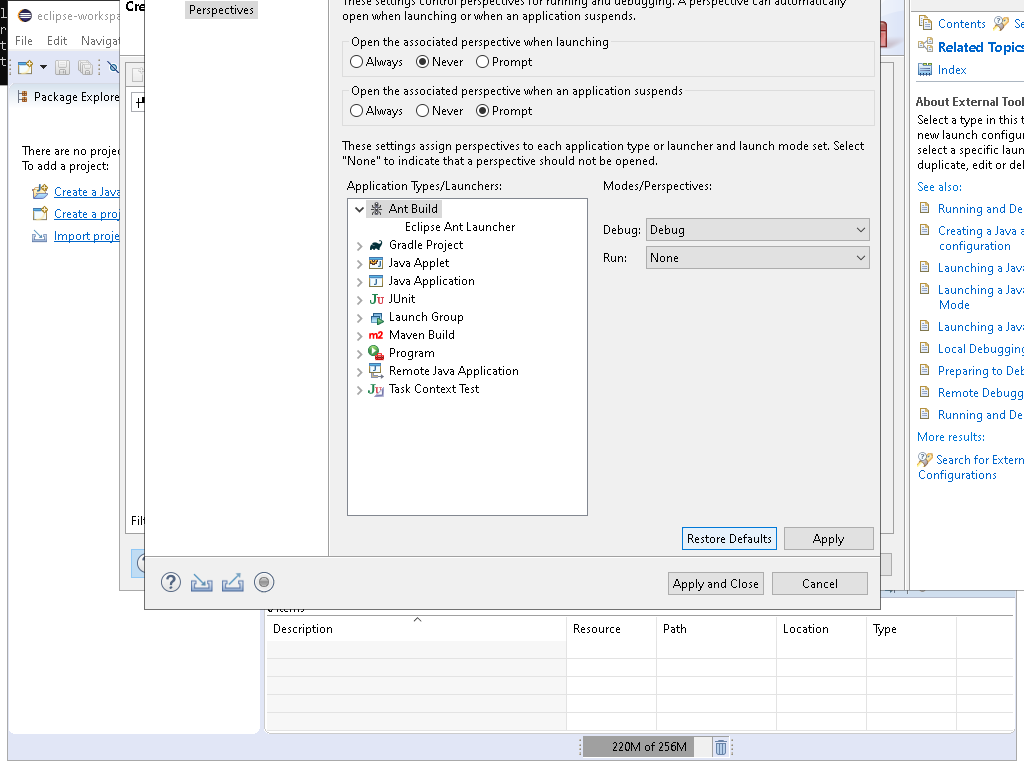 eclipse-workspa
File Edit Navigat
Package Explore
There are no projec
To add a project:
Create a Java
Create a proj
Import proje
Cre
Filt
Perspectives
These settings control perspectives for running and debugging. A perspective can automatically
open when launching or when an application suspends.
Open the associated perspective when launching
Always Never Prompt
Open the associated perspective when an application suspends
Always Never Prompt
These settings assign perspectives to each application type or launcher and launch mode set. Select
"None" to indicate that a perspective should not be opened.
Application Types/Launchers:
Ant Build
Eclipse Ant Launcher
Gradle Project
Java Applet
Java Application
JUnit
Launch Group
Maven Build
Program
Remote Java Application
Task Context Test
Modes/Perspectives:
Debug: Debug
Run: None
Restore Defaults Apply
Apply and Close Cancel
Contents Se
Related Topics
Index
About External Tool
Select a type in this t
new launch configur
select a specific laun
duplicate, edit or del
See also:
Running and De
Creating a Java a
configuration
Launching a Java
Launching a Java
Mode
Launching a Java
Local Debugging
Preparing to Deb
Remote Debugg
Running and De
More results:
Search for Extern
Configurations
0 items
Description Resource Path Location Type
220M of 256M